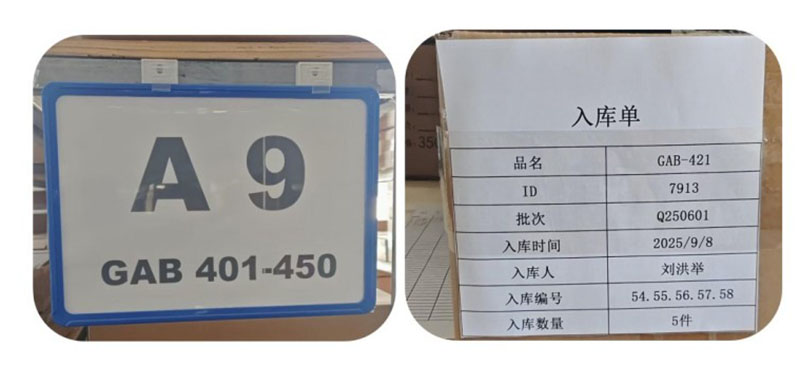 A 9
GAB 401-450
350
入库单
品名 GAB-421
ID 7913
批次 Q250601
入库时间 2025/9/8
入库人 刘洪举
入库编号 54.55.56.57.58
入库数量 5件